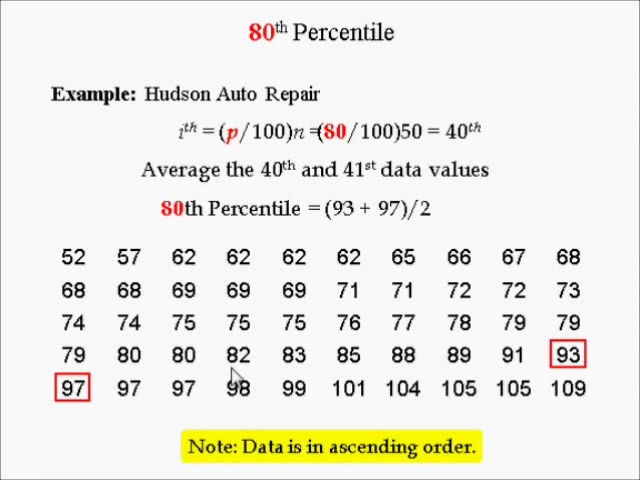 80th Percentile
Example: Hudson Auto Repair
ith = (p/100)n =(80/100)50 = 40th
Average the 40th and 41st data values
80th Percentile = (93 + 97)/2
52 57 62 62 62 62 65 66 67 68
68 68 69 69 69 71 71 72 72 73
74 74 75 75 75 76 77 78 79 79
79 80 80 82 83 85 88 89 91 93
97 97 97 98 99 101 104 105 105 109
Note: Data is in ascending order.